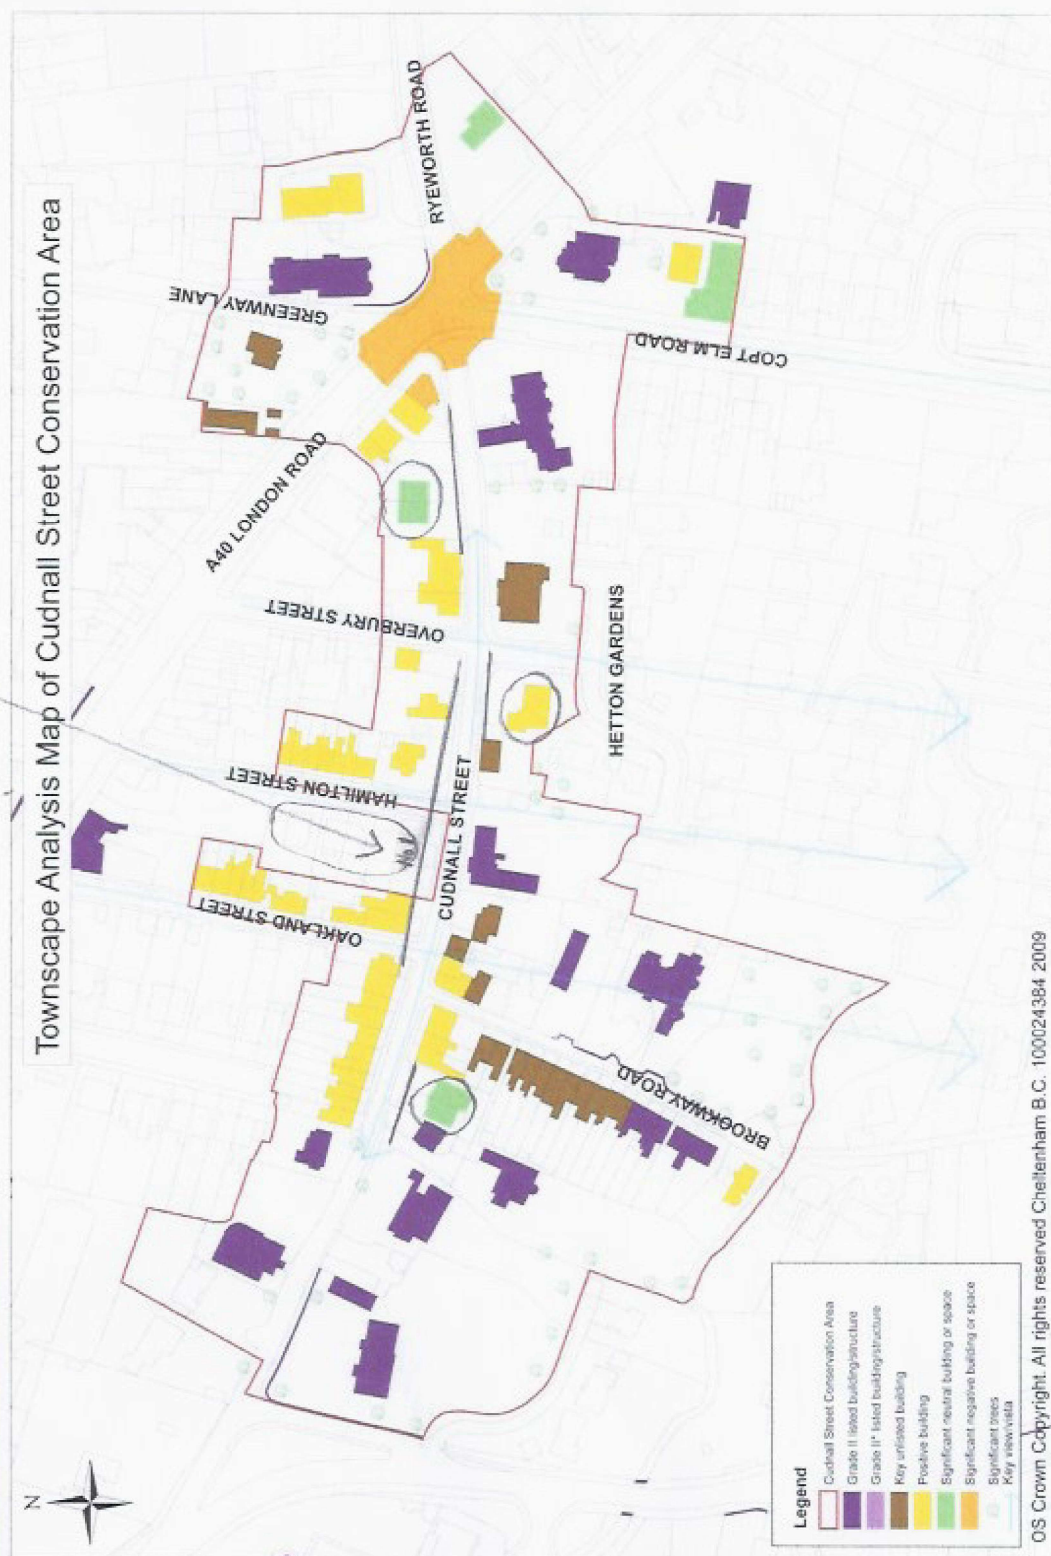 Townscape Analysis Map of Cudnall Street Conservation Area
N
RYEWORTH ROAD
GREENWAY LANE
A40 LONDON ROAD
COPT ELM ROAD
OVERBURY STREET
HETTON GARDENS
HAMILTON STREET
CUDNALL STREET
OAKLAND STREET
BROOKWAY ROAD
Legend
Cudnall Street Conservation Area
Grade II listed building/structure
Grade II* listed building/structure
Key unlisted building
Positive building
Significant neutral building or space
Significant negative building or space
Significant trees
Key view/vista
OS Crown Copyright. All rights reserved Cheltenham B.C. 100024384 2009